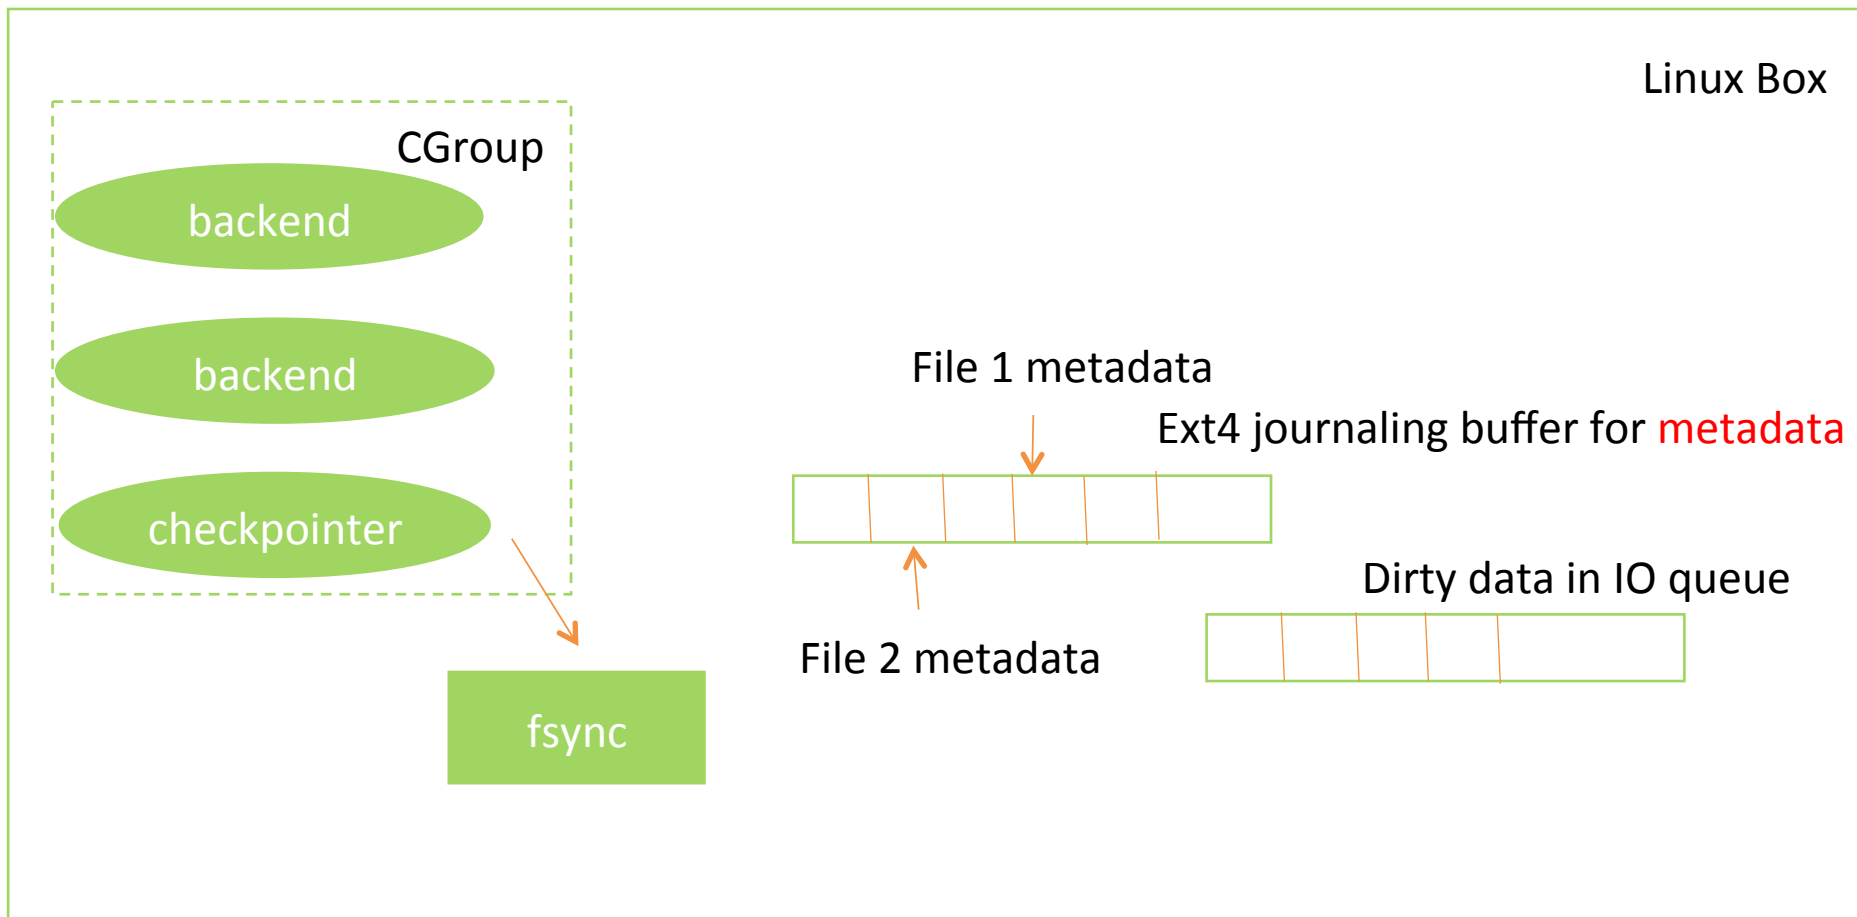 Linux Box
CGroup
backend
backend
checkpointer
fsync
File 1 metadata
Ext4 journaling buffer for metadata
File 2 metadata
Dirty data in IO queue